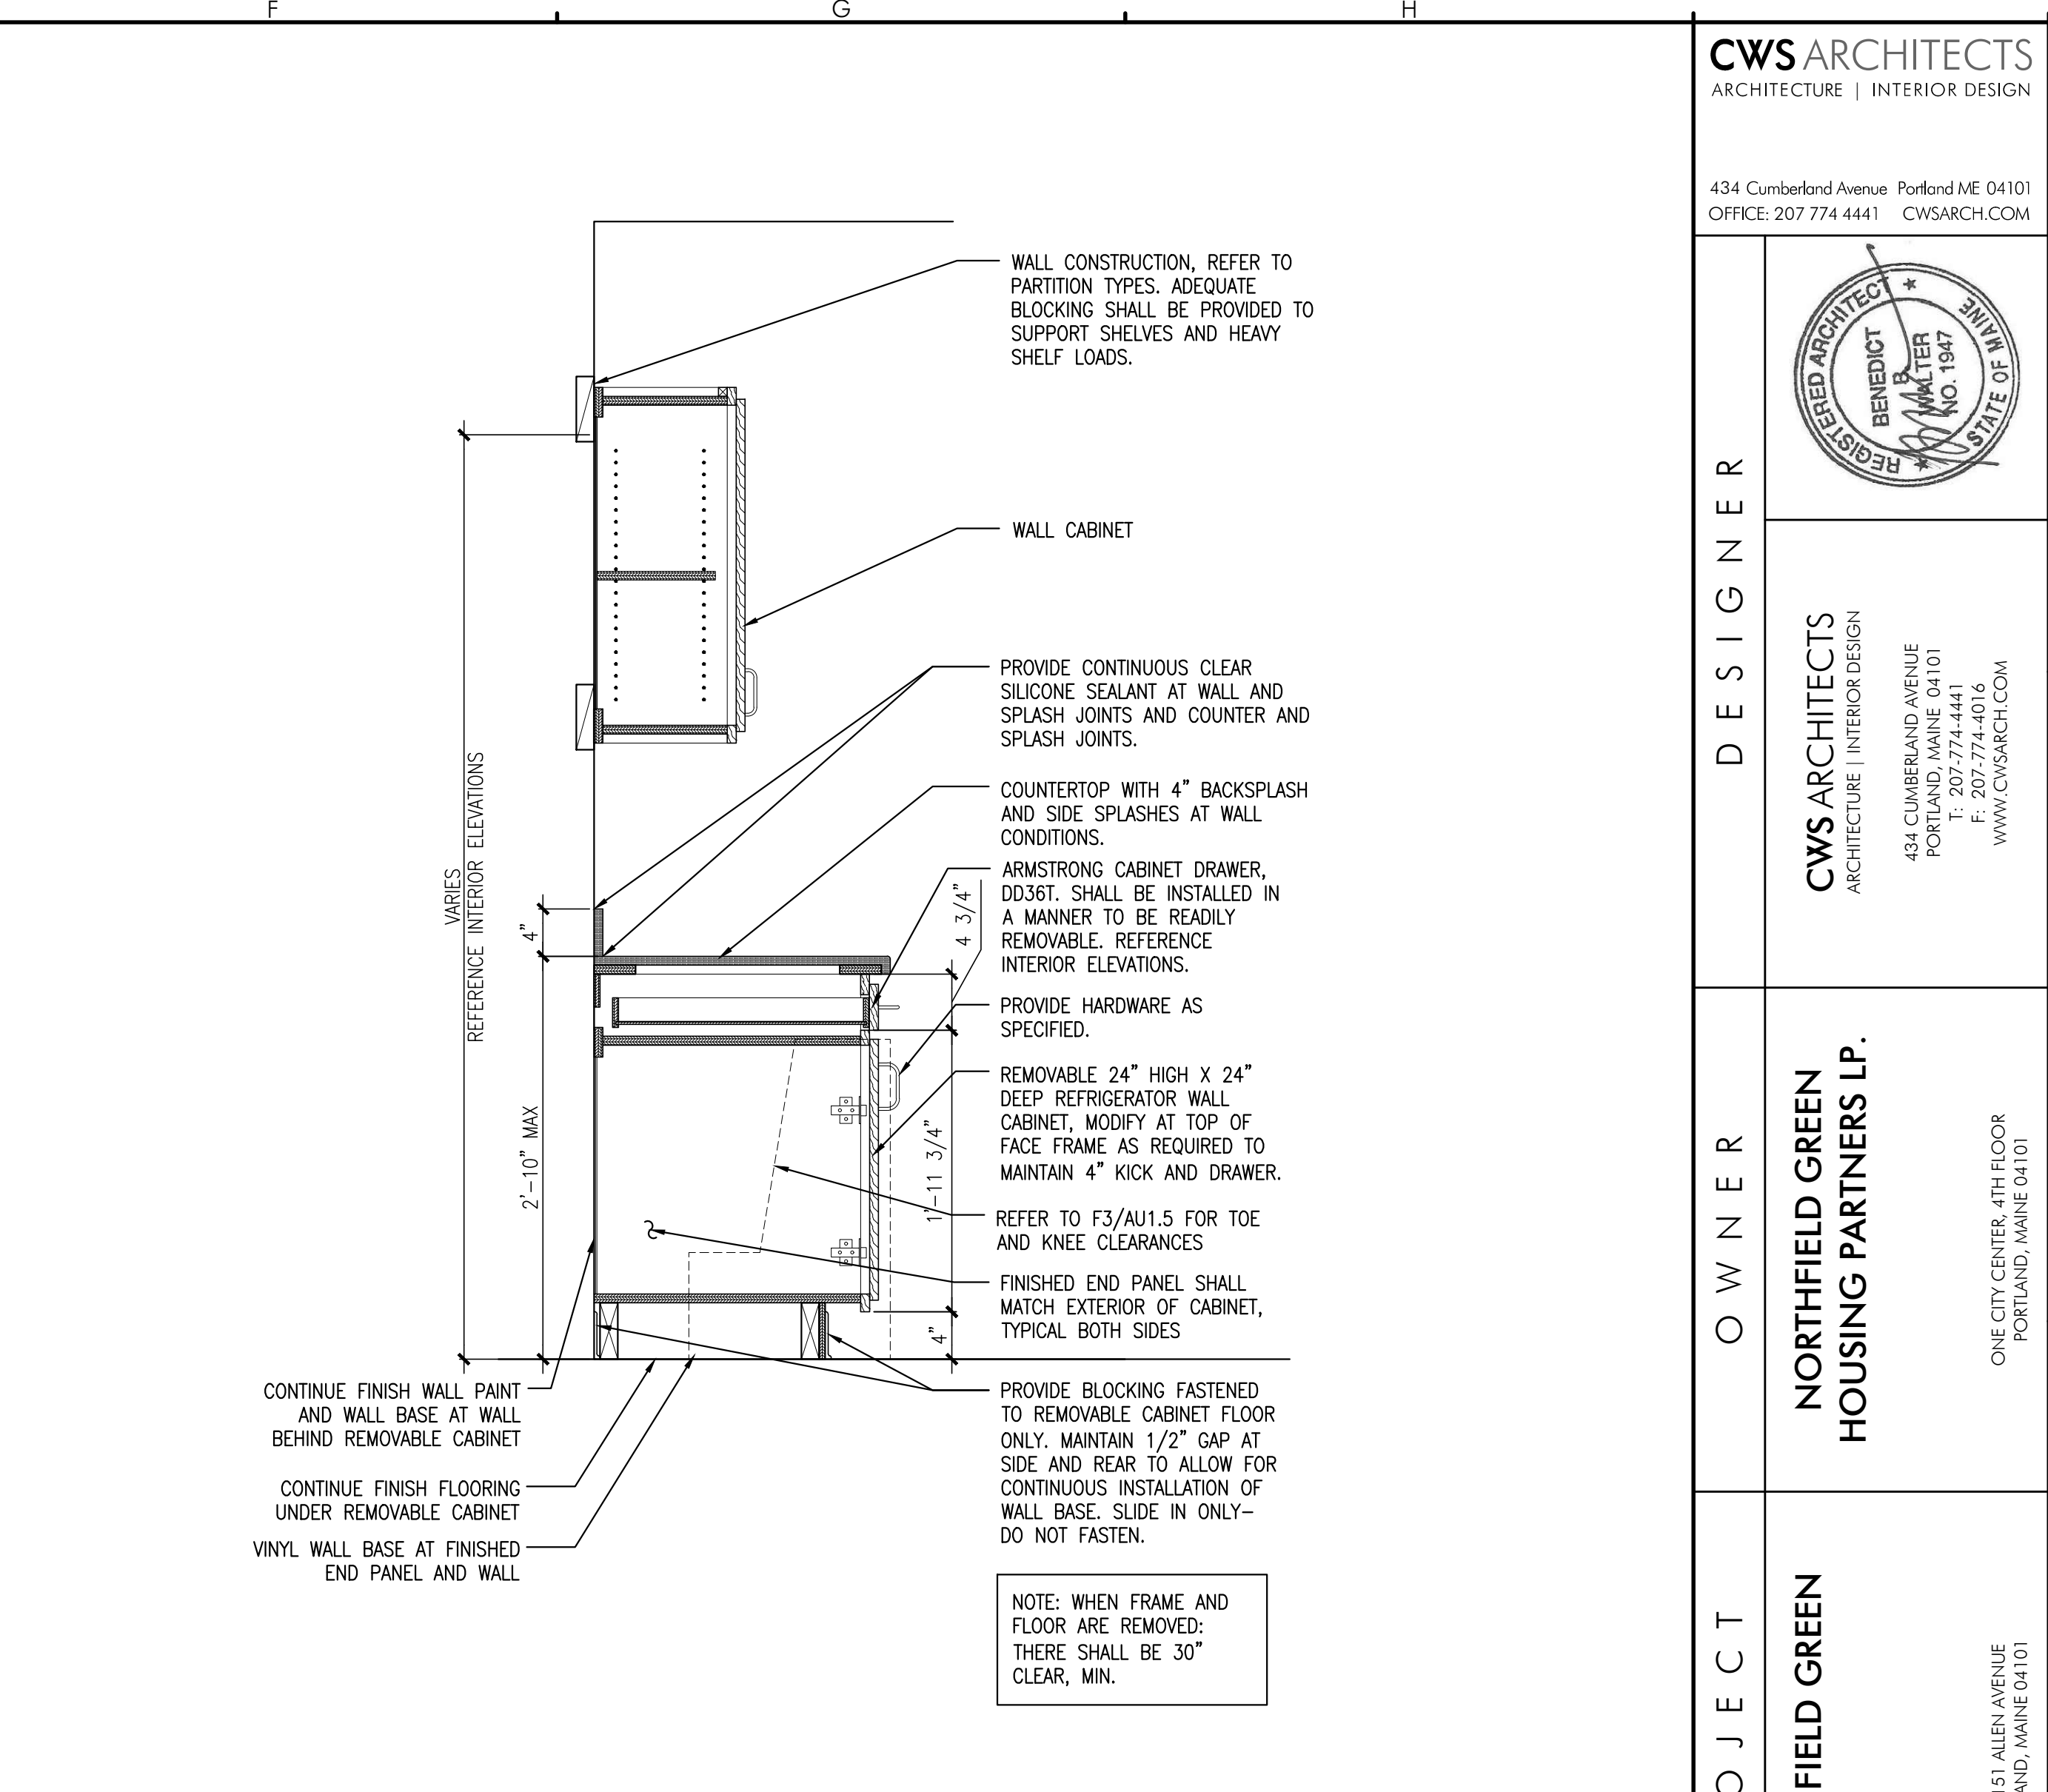 F
G
H
WALL CONSTRUCTION, REFER TO
PARTITION TYPES. ADEQUATE
BLOCKING SHALL BE PROVIDED TO
SUPPORT SHELVES AND HEAVY
SHELF LOADS.
WALL CABINET
PROVIDE CONTINUOUS CLEAR
SILICONE SEALANT AT WALL AND
SPLASH JOINTS AND COUNTER AND
SPLASH JOINTS.
COUNTERTOP WITH 4" BACKSPLASH
AND SIDE SPLASHES AT WALL
CONDITIONS.
ARMSTRONG CABINET DRAWER,
DD36T. SHALL BE INSTALLED IN
A MANNER TO BE READILY
REMOVABLE. REFERENCE
INTERIOR ELEVATIONS.
PROVIDE HARDWARE AS
SPECIFIED.
REMOVABLE 24" HIGH X 24"
DEEP REFRIGERATOR WALL
CABINET, MODIFY AT TOP OF
FACE FRAME AS REQUIRED TO
MAINTAIN 4" KICK AND DRAWER.
REFER TO F3/AU1.5 FOR TOE
AND KNEE CLEARANCES
FINISHED END PANEL SHALL
MATCH EXTERIOR OF CABINET,
TYPICAL BOTH SIDES
PROVIDE BLOCKING FASTENED
TO REMOVABLE CABINET FLOOR
ONLY. MAINTAIN 1/2" GAP AT
SIDE AND REAR TO ALLOW FOR
CONTINUOUS INSTALLATION OF
WALL BASE. SLIDE IN ONLY-
DO NOT FASTEN.
NOTE: WHEN FRAME AND
FLOOR ARE REMOVED:
THERE SHALL BE 30"
CLEAR, MIN.
VARIES
REFERENCE INTERIOR ELEVATIONS
4"
2'-10" MAX
4 3/4"
1'-11 3/4"
4"
CONTINUE FINISH WALL PAINT
AND WALL BASE AT WALL
BEHIND REMOVABLE CABINET
CONTINUE FINISH FLOORING
UNDER REMOVABLE CABINET
VINYL WALL BASE AT FINISHED
END PANEL AND WALL
CWS ARCHITECTS
ARCHITECTURE | INTERIOR DESIGN
434 Cumberland Avenue Portland ME 04101
OFFICE: 207 774 4441 CWSARCH.COM
REGISTERED ARCHITECT
BENEDICT
B.
WALTER
NO. 1947
STATE OF MAINE
DESIGNER
CWS ARCHITECTS
ARCHITECTURE | INTERIOR DESIGN
434 CUMBERLAND AVENUE
PORTLAND, MAINE 04101
T: 207-774-4441
F: 207-774-4016
WWW.CWSARCH.COM
OWNER
NORTHFIELD GREEN
HOUSING PARTNERS LP.
ONE CITY CENTER, 4TH FLOOR
PORTLAND, MAINE 04101
OJECT
FIELD GREEN
151 ALLEN AVENUE
AND, MAINE 04101